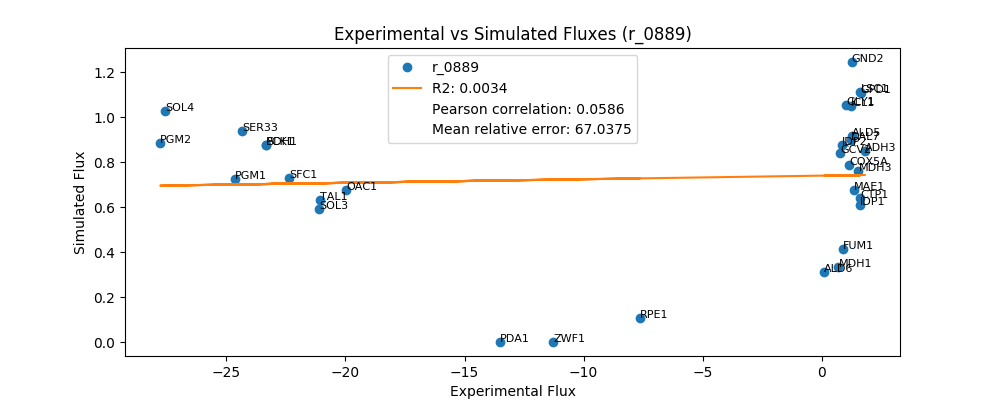 Experimental vs Simulated Fluxes (r_0889)
r_0889
R2: 0.0034
Pearson correlation: 0.0586
Mean relative error: 67.0375
Simulated Flux
1.2
1.0
0.8
0.6
0.4
0.2
0.0
SOL4
PGM2
SER33
PGM1
SFC1
OAC1
TAL1
SOL3
PDA1
ZWF1
RPE1
GND2
ALD5
GCV2
ADH3
COX5A
MDH3
MAE1
CTP1
IDP1
FUM1
MDH1
ALD6
−25
−20
−15
−10
−5
0
Experimental Flux